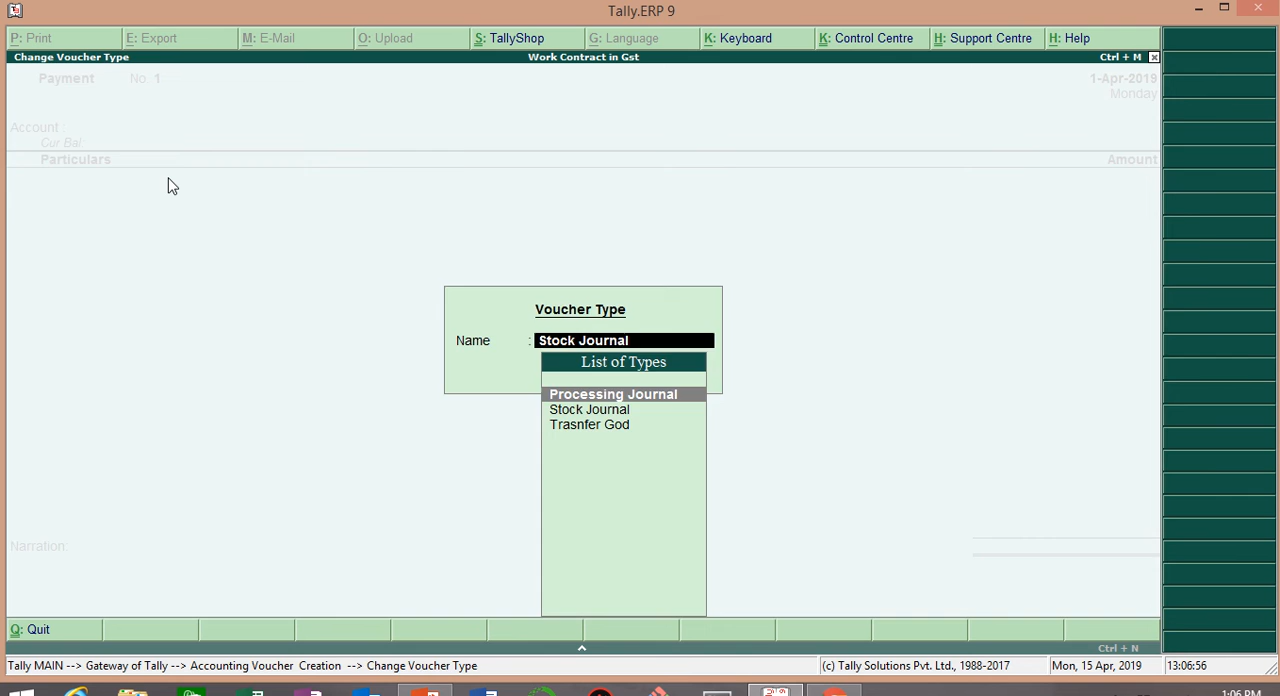 Tally.ERP 9
P: Print E: Export M: E-Mail O: Upload S: TallyShop G: Language K: Keyboard K: Control Centre H: Support Centre H: Help
Change Voucher Type Work Contract in Gst Ctrl + M
Payment No. 1 1-Apr-2019
Monday
Account :
Cur Bal:
Particulars Amount
Voucher Type
Name : Stock Journal
List of Types
Processing Journal
Stock Journal
Trasnfer God
Narration:
Q: Quit
Ctrl + N
Tally MAIN --> Gateway of Tally --> Accounting Voucher Creation --> Change Voucher Type (c) Tally Solutions Pvt. Ltd., 1988-2017 Mon, 15 Apr, 2019 13:06:56
1:06 PM